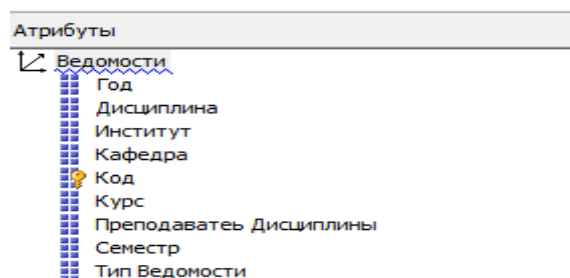 Атрибуты
Ведомости
Год
Дисциплина
Институт
Кафедра
Код
Курс
Преподаватеь Дисциплины
Семестр
Тип Ведомости